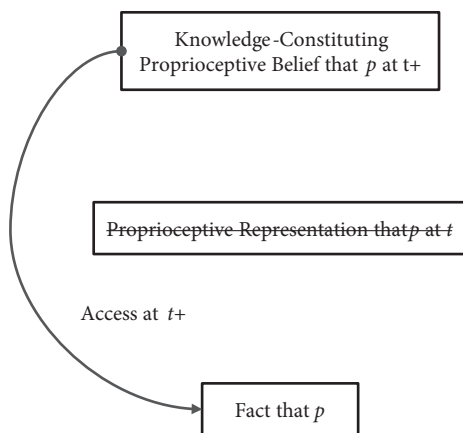 Knowledge-Constituting
Proprioceptive Belief that p at t+
Proprioceptive Representation that p at t
Access at t+
Fact that p